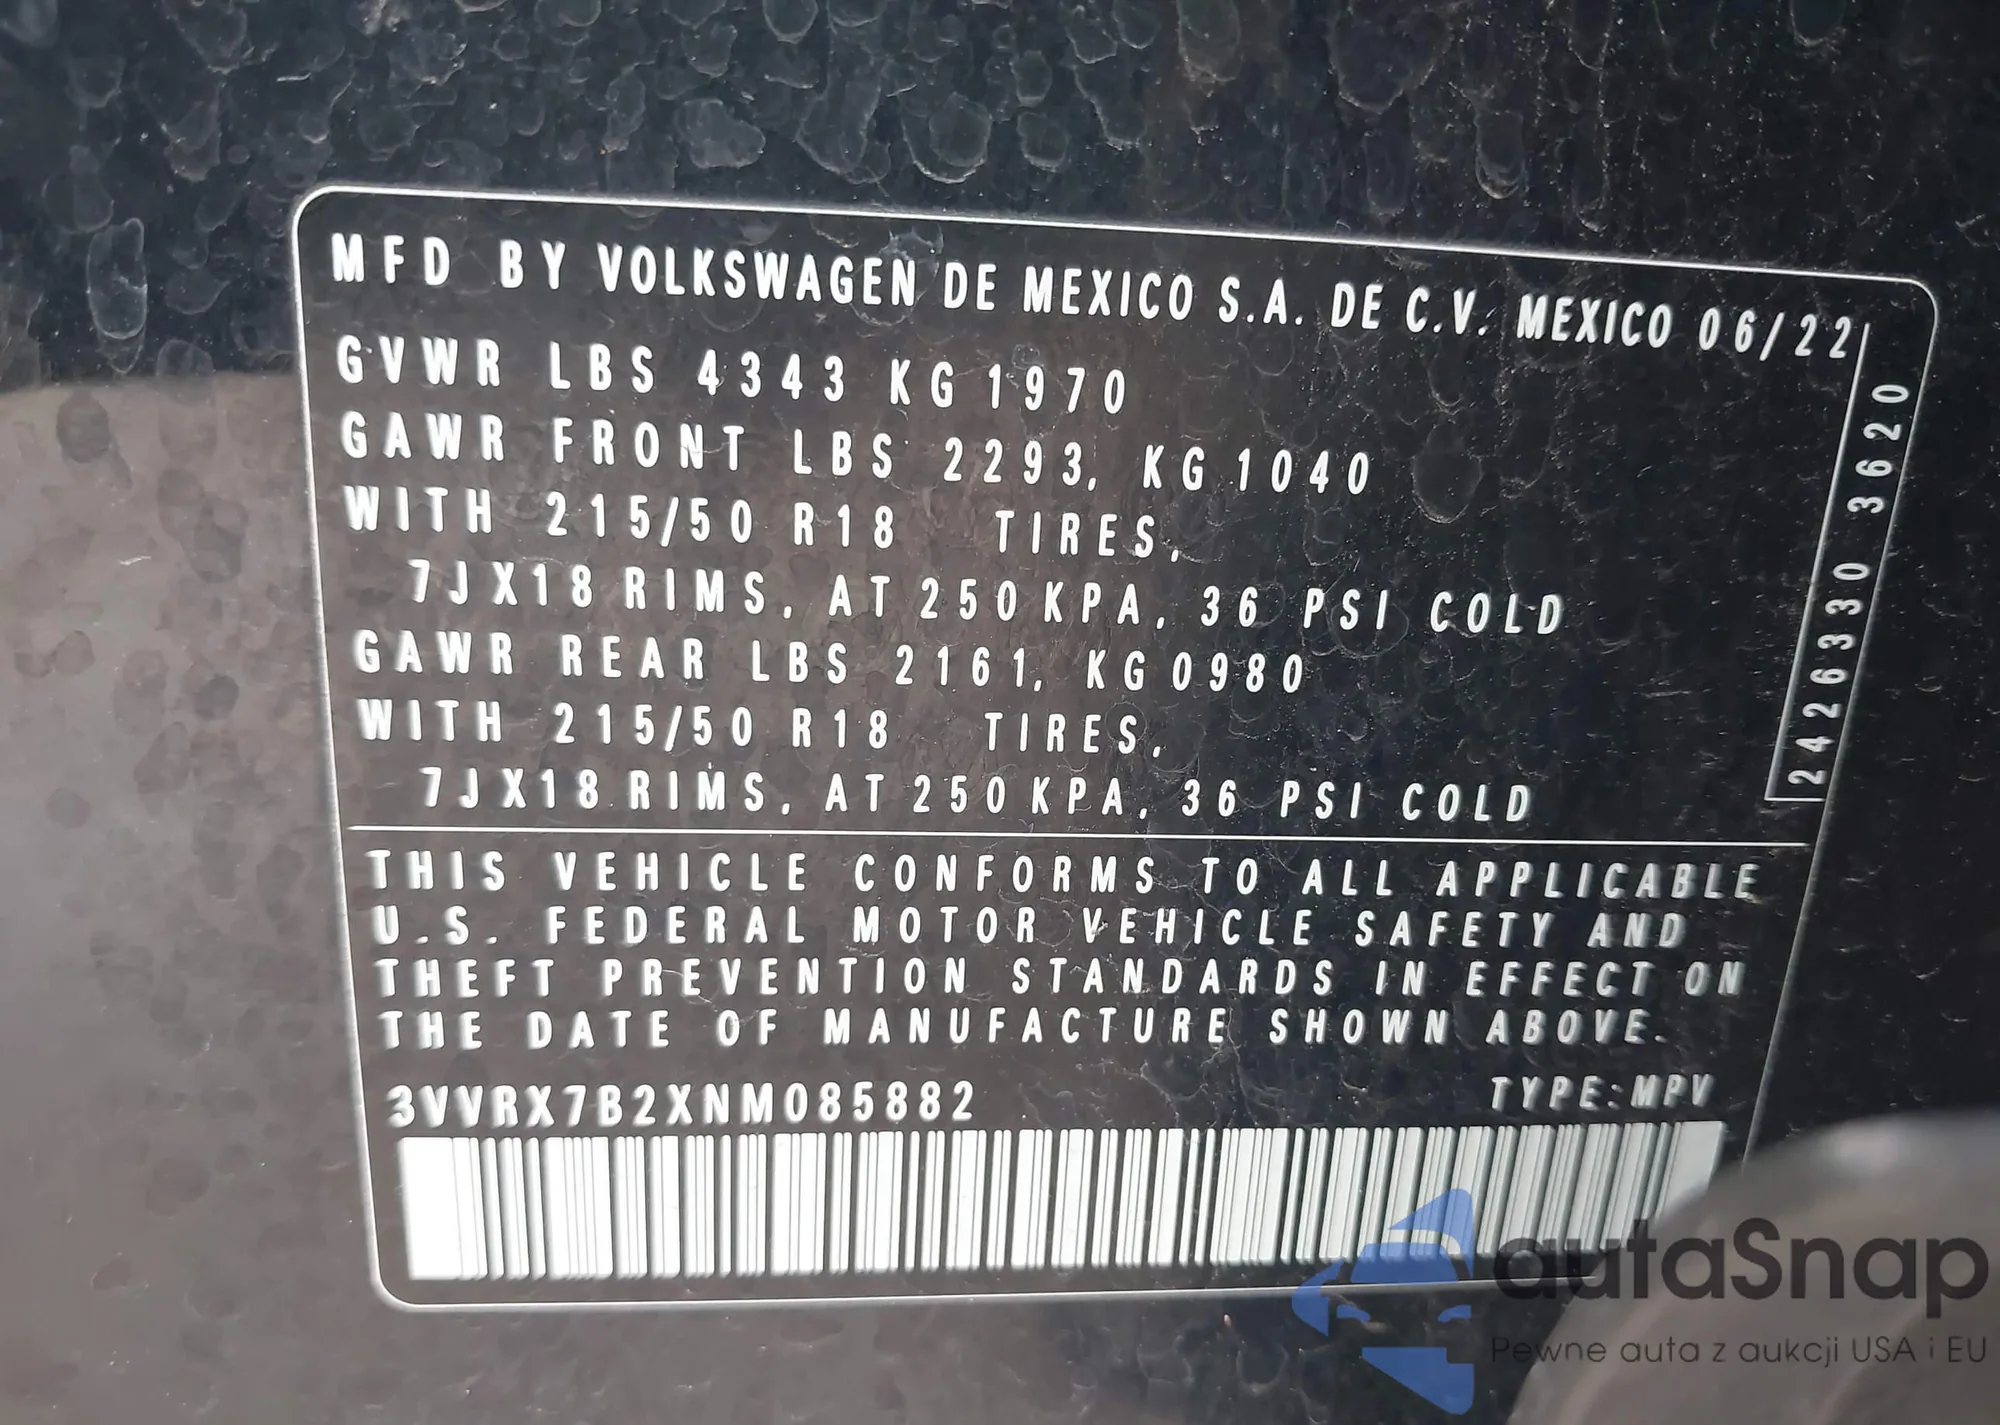 MFD BY VOLKSWAGEN DE MEXICO S.A. DE C.V. MEXICO 06/22
GVWR LBS 4343 KG 1970
GAWR FRONT LBS 2293, KG 1040
WITH 215/50 R18 TIRES,
7JX18 RIMS, AT 250 KPA, 36 PSI COLD
GAWR REAR LBS 2161, KG 0980
WITH 215/50 R18 TIRES,
7JX18 RIMS, AT 250 KPA, 36 PSI COLD
2426330 3620
THIS VEHICLE CONFORMS TO ALL APPLICABLE
U.S. FEDERAL MOTOR VEHICLE SAFETY AND
THEFT PREVENTION STANDARDS IN EFFECT ON
THE DATE OF MANUFACTURE SHOWN ABOVE.
3VVRX7B2XNM085882 TYPE:MPV
autaSnap
Pewne auta z aukcji USA i EU